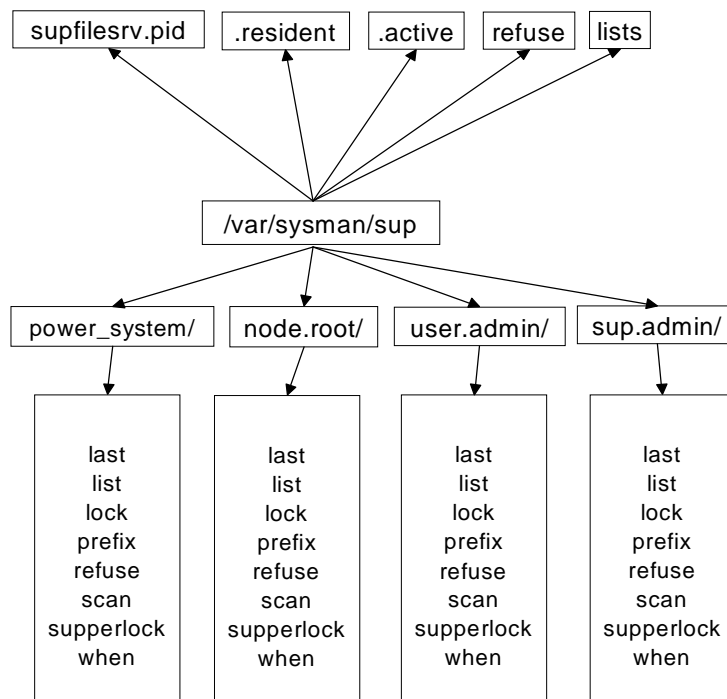 supfilesrv.pid
.resident
.active
refuse
lists
/var/sysman/sup
power_system/
node.root/
user.admin/
sup.admin/
last
list
lock
prefix
refuse
scan
supperlock
when
last
list
lock
prefix
refuse
scan
supperlock
when
last
list
lock
prefix
refuse
scan
supperlock
when
last
list
lock
prefix
refuse
scan
supperlock
when